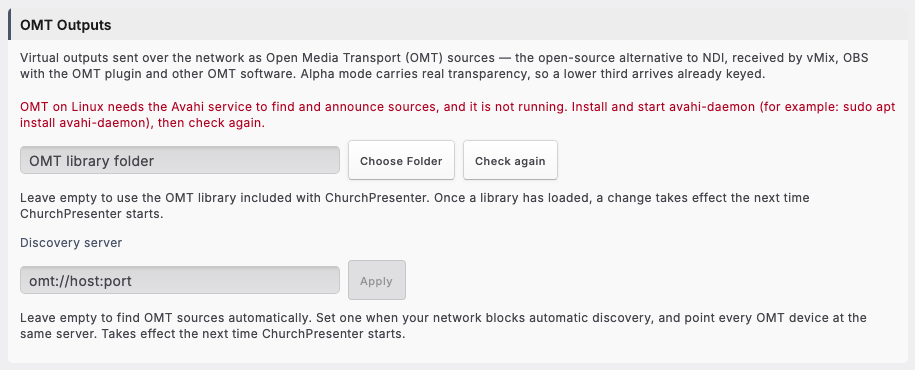 OMT Outputs
Virtual outputs sent over the network as Open Media Transport (OMT) sources — the open-source alternative to NDI, received by vMix, OBS
with the OMT plugin and other OMT software. Alpha mode carries real transparency, so a lower third arrives already keyed.
OMT on Linux needs the Avahi service to find and announce sources, and it is not running. Install and start avahi-daemon (for example: sudo apt
install avahi-daemon), then check again.
OMT library folder
Choose Folder
Check again
Leave empty to use the OMT library included with ChurchPresenter. Once a library has loaded, a change takes effect the next time
ChurchPresenter starts.
Discovery server
omt://host:port
Apply
Leave empty to find OMT sources automatically. Set one when your network blocks automatic discovery, and point every OMT device at the
same server. Takes effect the next time ChurchPresenter starts.